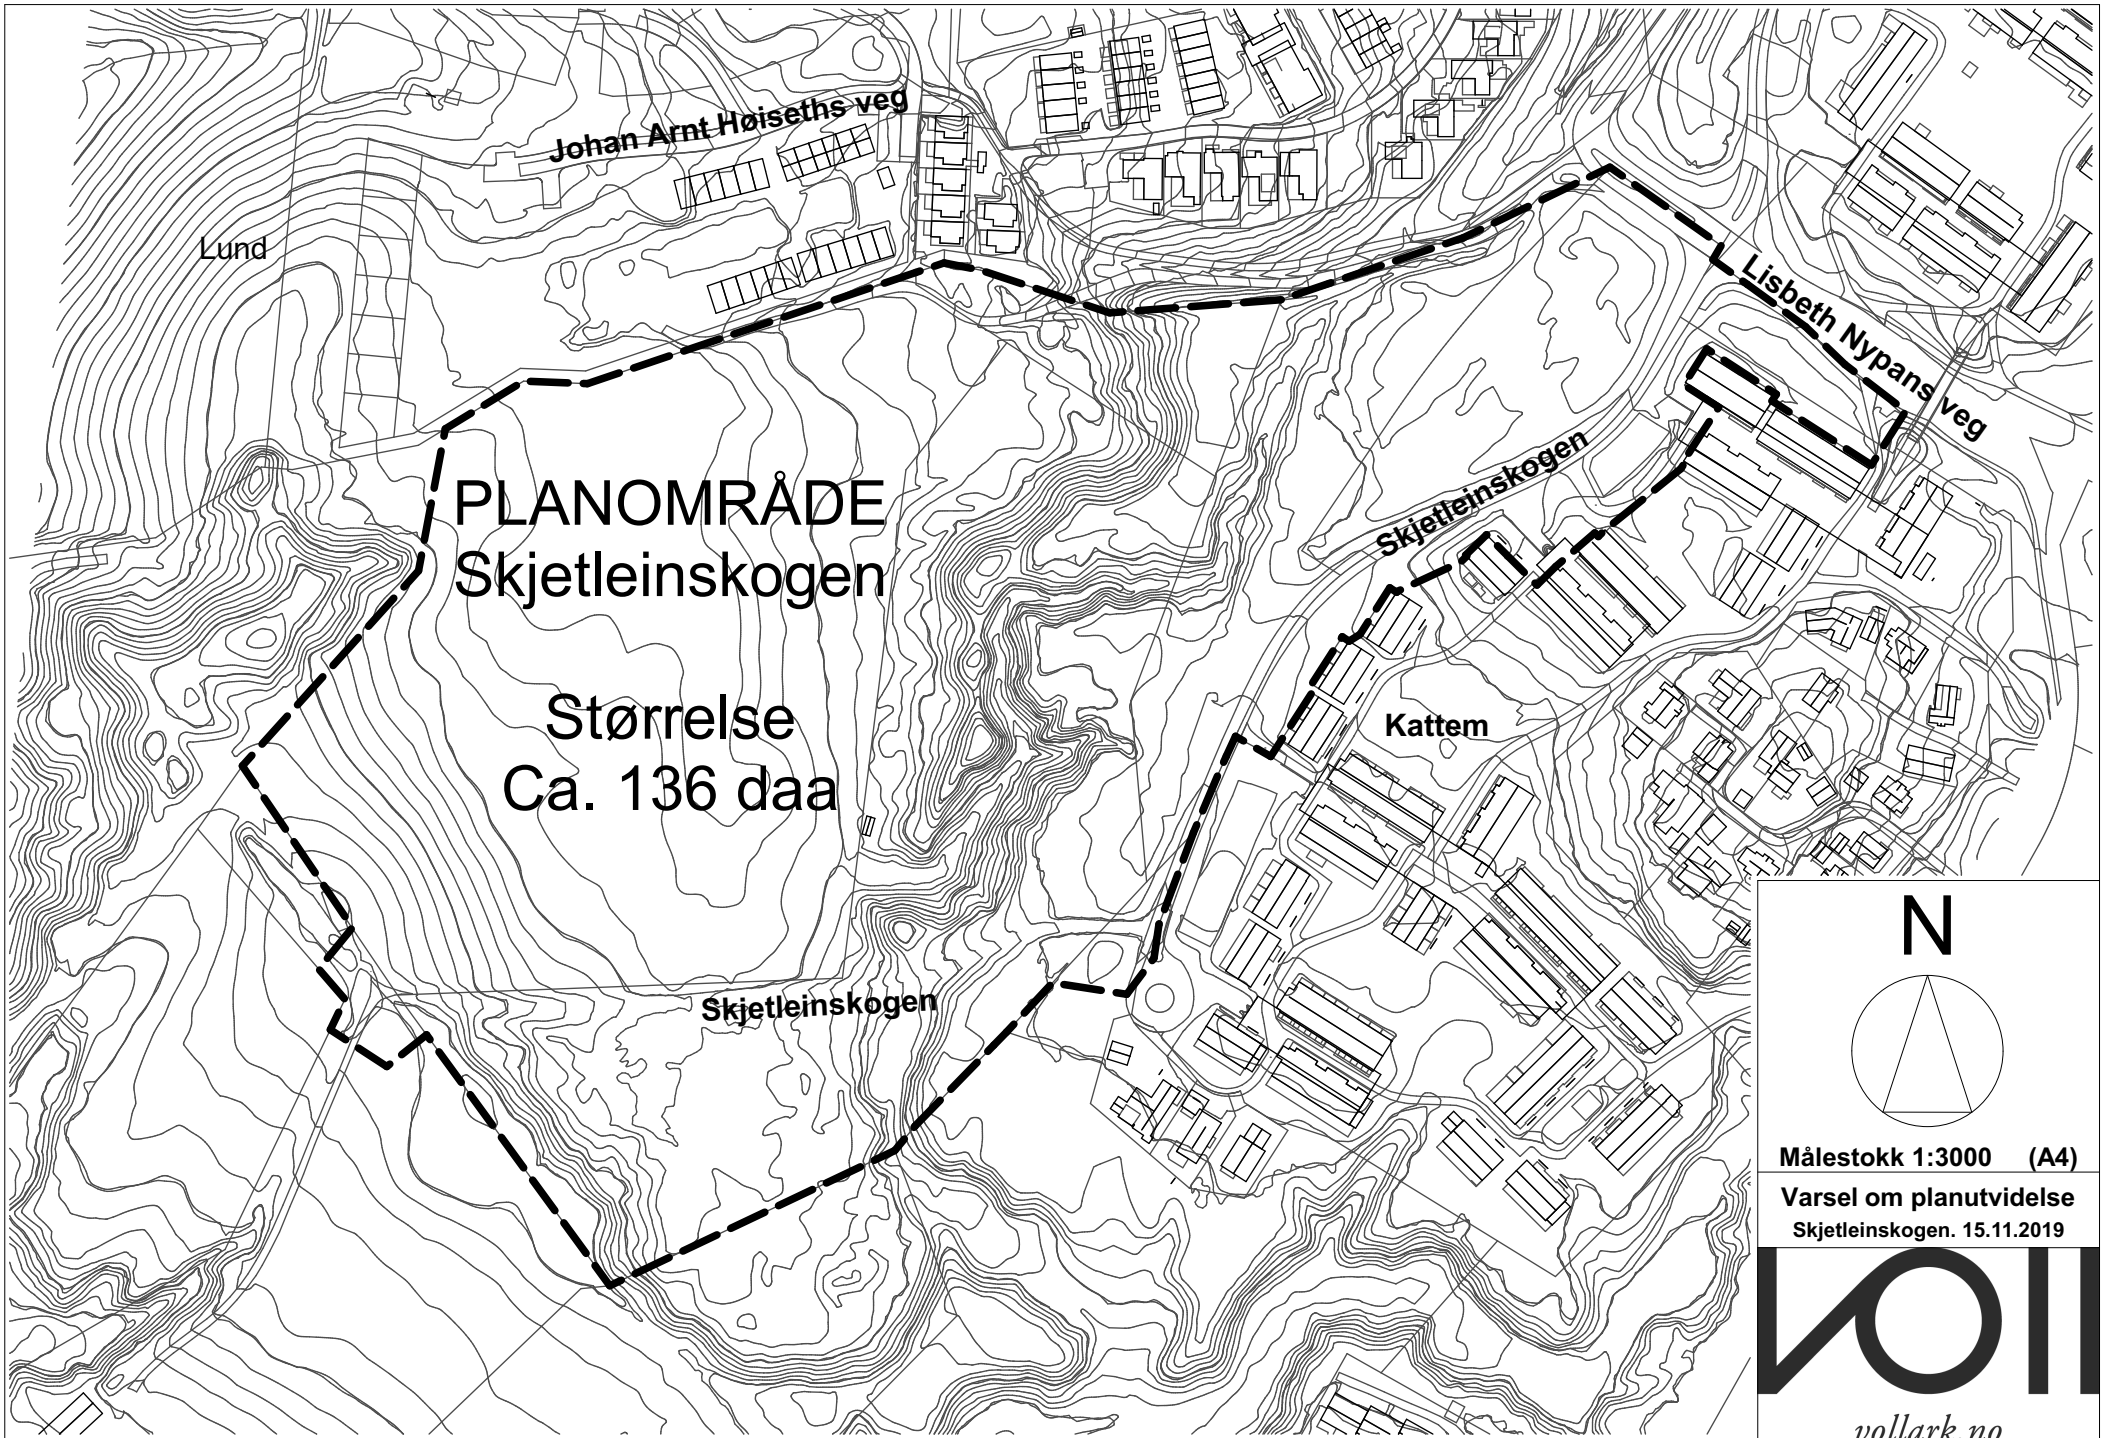 Johan Arnt Høiseths veg
Lund
Lisbeth Nypans veg
PLANOMRÅDE
Skjetleinskogen
Størrelse
Ca. 136 daa
Skjetleinskogen
Kattem
Skjetleinskogen
N
Målestokk 1:3000 (A4)
Varsel om planutvidelse
Skjetleinskogen. 15.11.2019
voll
vollark.no